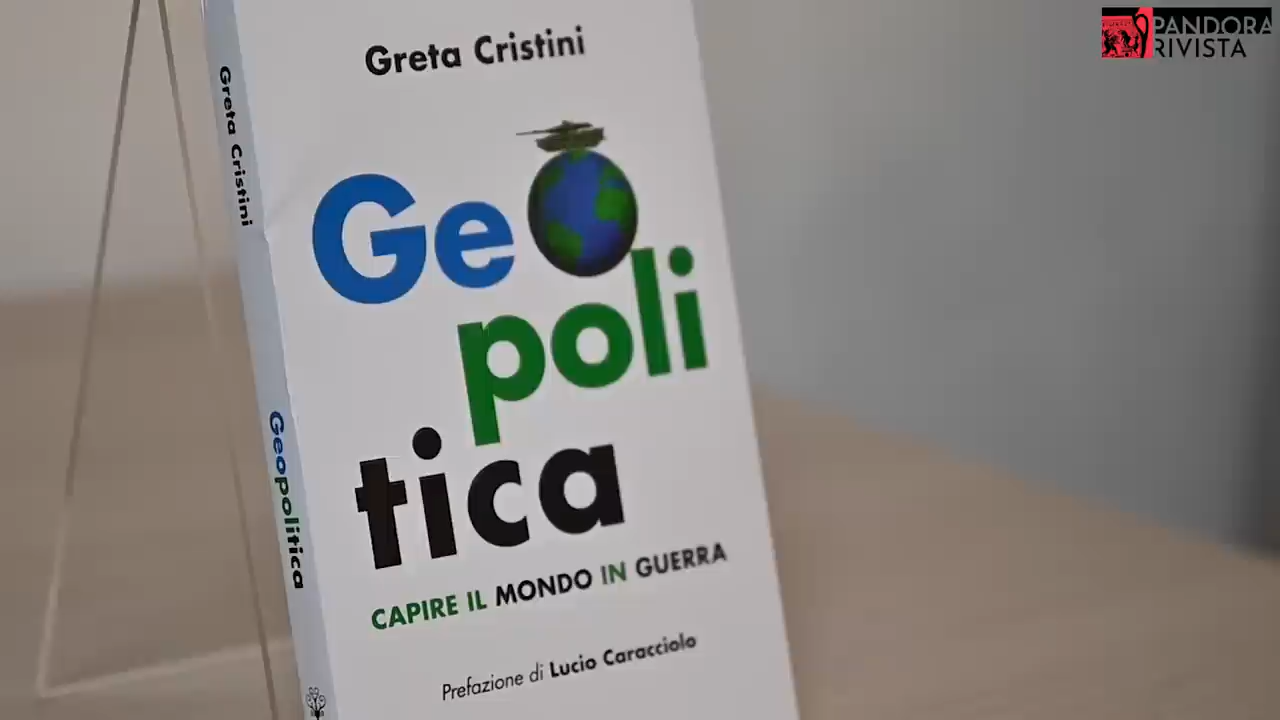 PANDORA
RIVISTA
Greta Cristini
Geo
poli
tica
CAPIRE IL MONDO IN GUERRA
Prefazione di Lucio Caracciolo
Greta Cristini
Geopolitica